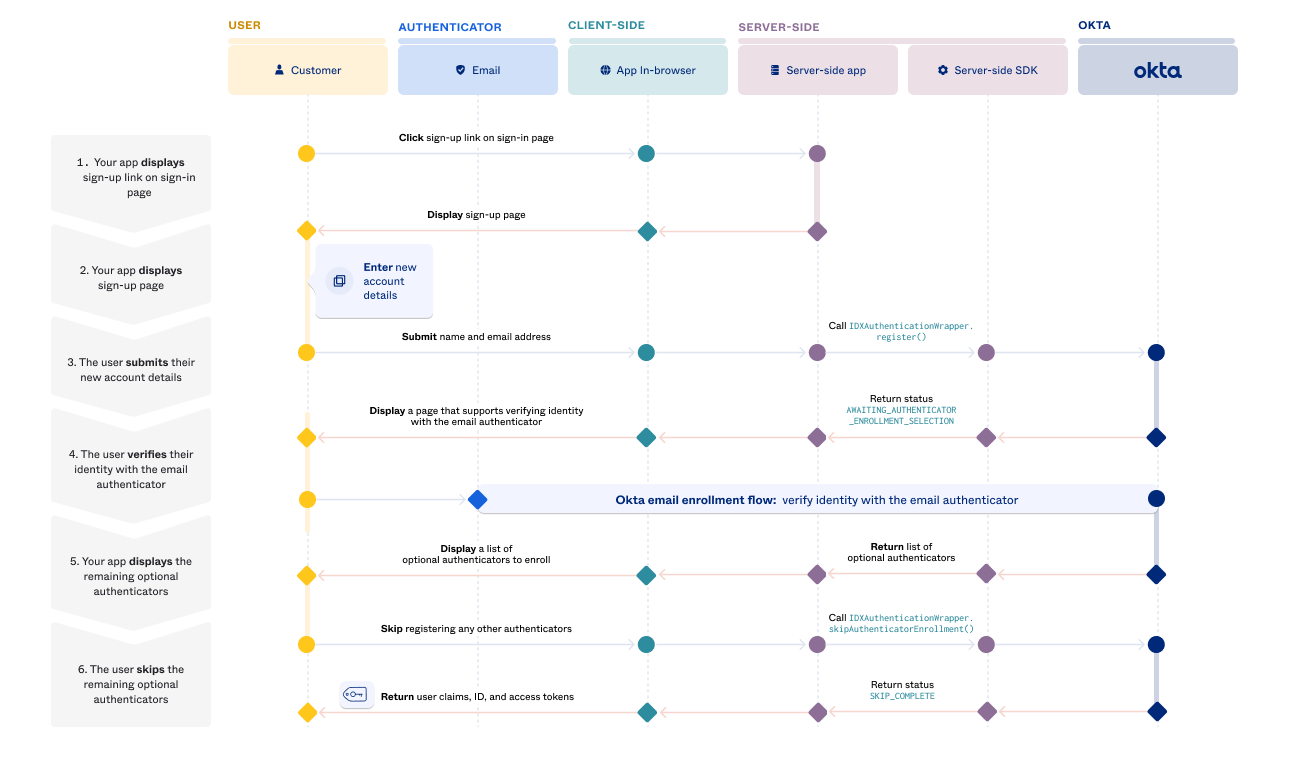 USER
AUTHENTICATOR
CLIENT-SIDE
SERVER-SIDE
OKTA
Customer
Email
App In-browser
Server-side app
Server-side SDK
okta
1. Your app displays
sign-up link on sign-in
page
Click sign-up link on sign-in page
Display sign-up page
2. Your app displays
sign-up page
Enter new
account
details
3. The user submits their
new account details
Submit name and email address
Call IDXAuthenticationWrapper.
register()
Display a page that supports verifying identity
with the email authenticator
Return status
AWAITING_AUTHENTICATOR
_ENROLLMENT_SELECTION
4. The user verifies their
identity with the email
authenticator
Okta email enrollment flow: verify identity with the email authenticator
5. Your app displays the
remaining optional
authenticators
Display a list of
optional authenticators to enroll
Return list of
optional authenticators
Skip registering any other authenticators
Call IDXAuthenticationWrapper.
skipAuthenticatorEnrollment()
6. The user skips the
remaining optional
authenticators
Return user claims, ID, and access tokens
Return status
SKIP_COMPLETE